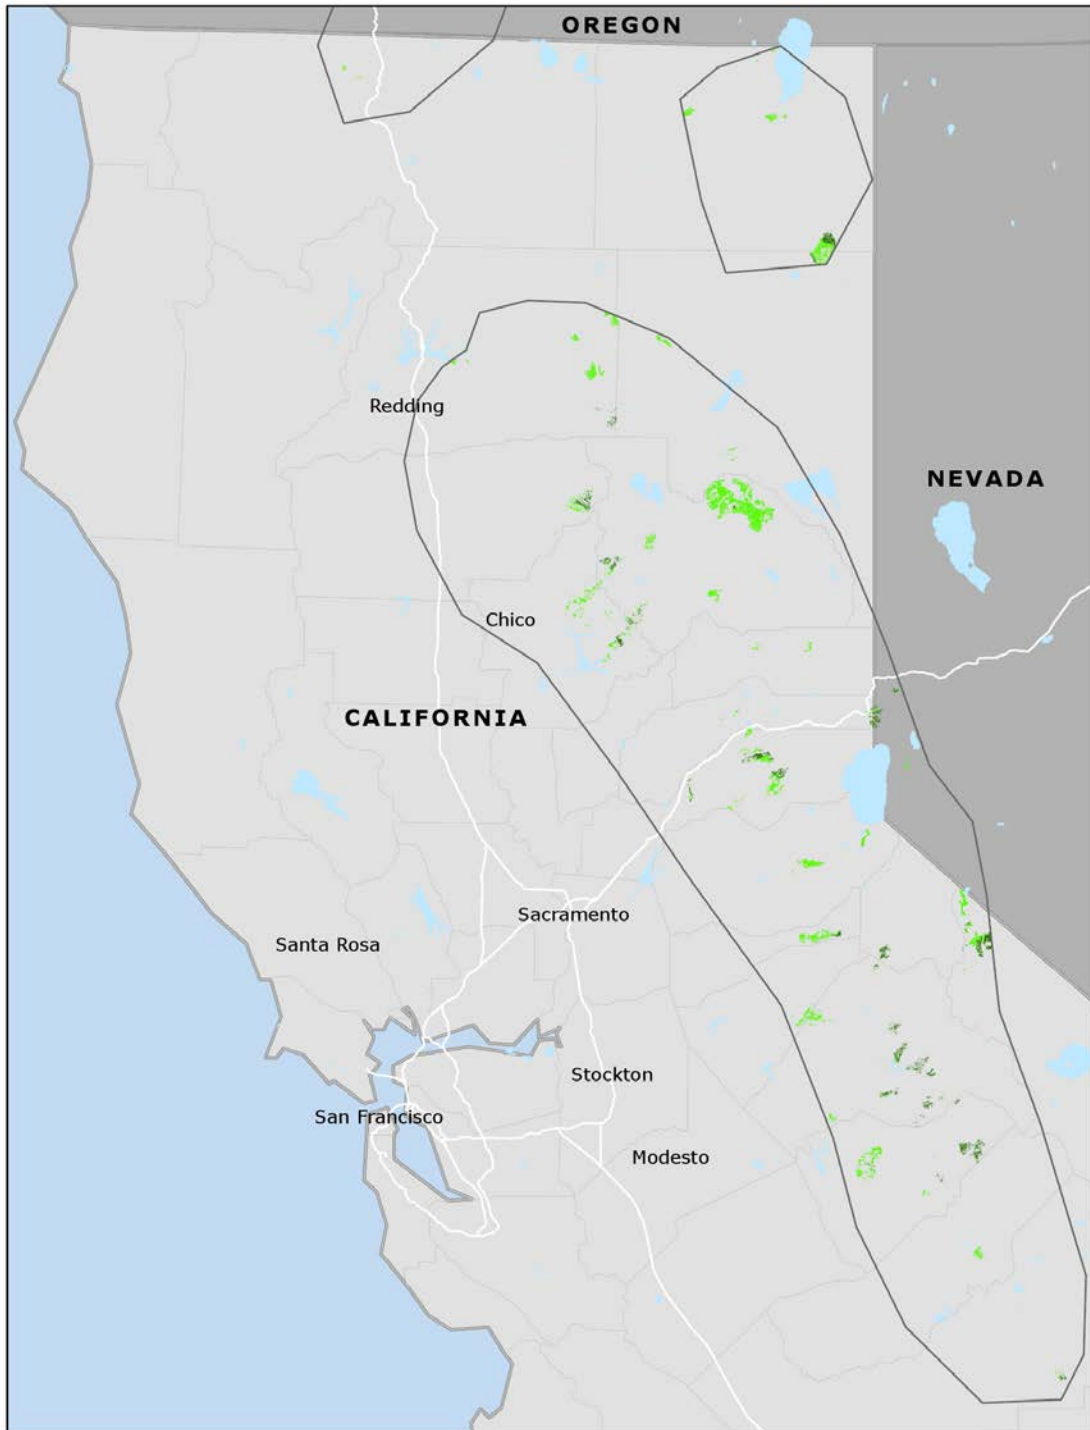 OREGON
Redding
NEVADA
Chico
CALIFORNIA
Sacramento
Santa Rosa
Stockton
San Francisco
Modesto